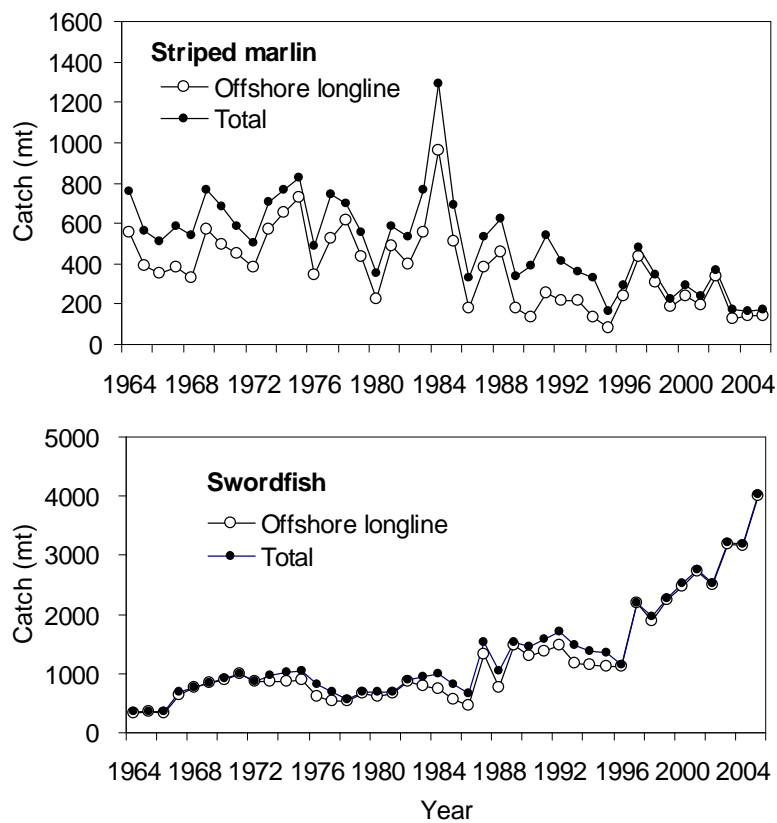 1600
1400
1200
1000
800
600
400
200
0
Catch (mt)
Striped marlin
Offshore longline
Total
1964 1968 1972 1976 1980 1984 1988 1992 1996 2000 2004
5000
4000
3000
2000
1000
0
Catch (mt)
Swordfish
Offshore longline
Total
1964 1968 1972 1976 1980 1984 1988 1992 1996 2000 2004
Year